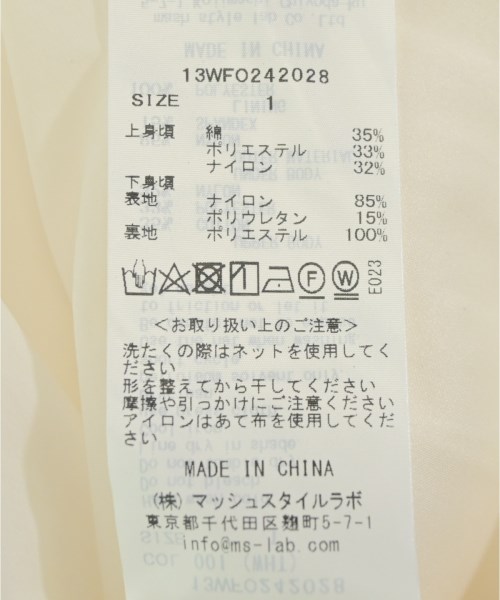 13WFO242028
SIZE 1
上身頃 綿 35%
ポリエステル 33%
ナイロン 32%
下身頃
表地 ナイロン 85%
ポリウレタン 15%
裏地 ポリエステル 100%
F W E023
＜お取り扱い上のご注意＞
洗たくの際はネットを使用してく
ださい
形を整えてから干してください
摩擦や引っかけにご注意ください
アイロンはあて布を使用してくだ
さい
MADE IN CHINA
(株) マッシュスタイルラボ
東京都千代田区麹町5-7-1
info@ms-lab.com